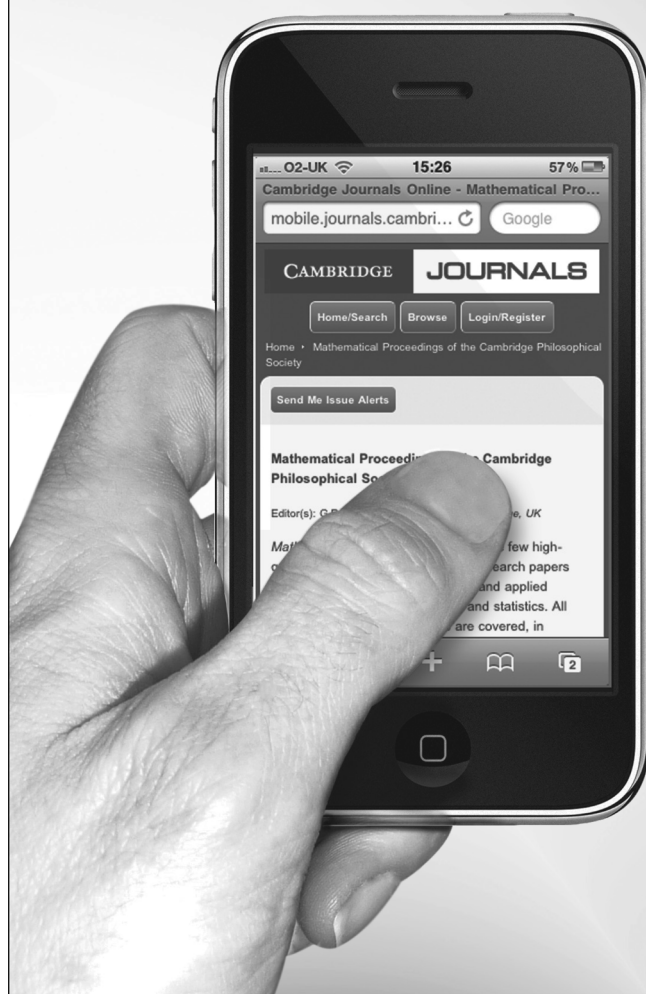 O2-UK 15:26 57%
Cambridge Journals Online - Mathematical Pro...
mobile.journals.cambri... Google
CAMBRIDGE JOURNALS
Home/Search Browse Login/Register
Home · Mathematical Proceedings of the Cambridge Philosophical
Society
Send Me Issue Alerts
Mathematical Cambridge
Philosophical
Editor(s): UK
few high-
earch papers
and applied
and statistics. All
are covered, in
2